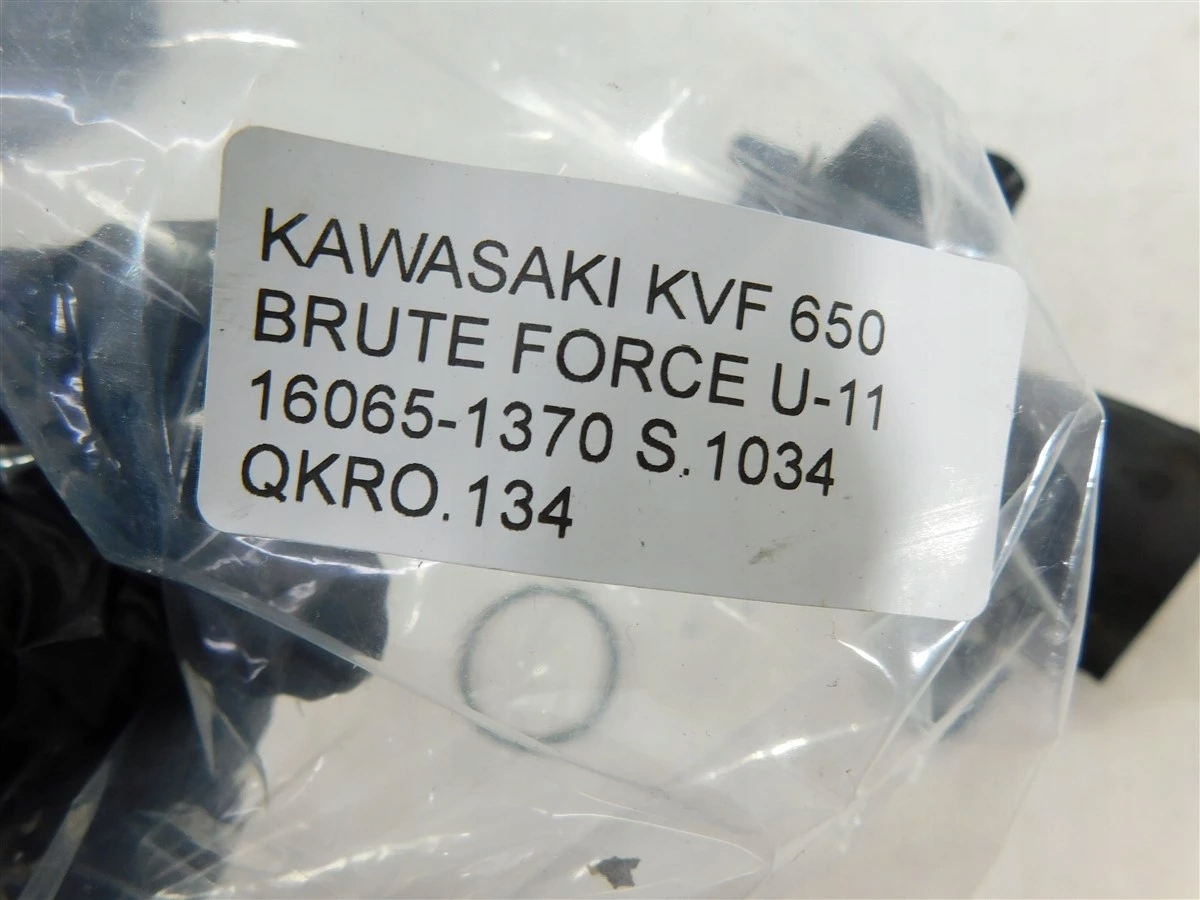 KAWASAKI KVF 650
BRUTE FORCE U-11
16065-1370 S.1034
QKRO.134